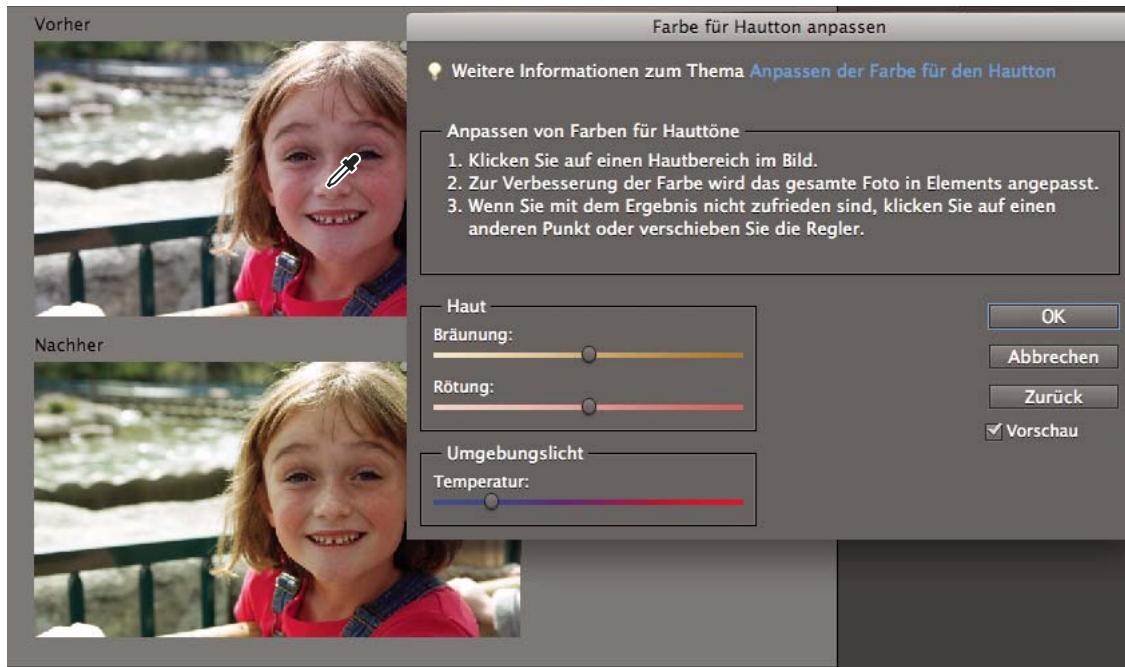 Vorher
Farbe für Hautton anpassen
Weitere Informationen zum Thema Anpassen der Farbe für den Hautton
Anpassen von Farben für Hauttöne
1. Klicken Sie auf einen Hautbereich im Bild.
2. Zur Verbesserung der Farbe wird das gesamte Foto in Elements angepasst.
3. Wenn Sie mit dem Ergebnis nicht zufrieden sind, klicken Sie auf einen
anderen Punkt oder verschieben Sie die Regler.
Haut
Bräunung:
Rötung:
Umgebungslicht
Temperatur:
OK
Abbrechen
Zurück
Vorschau
Nachher